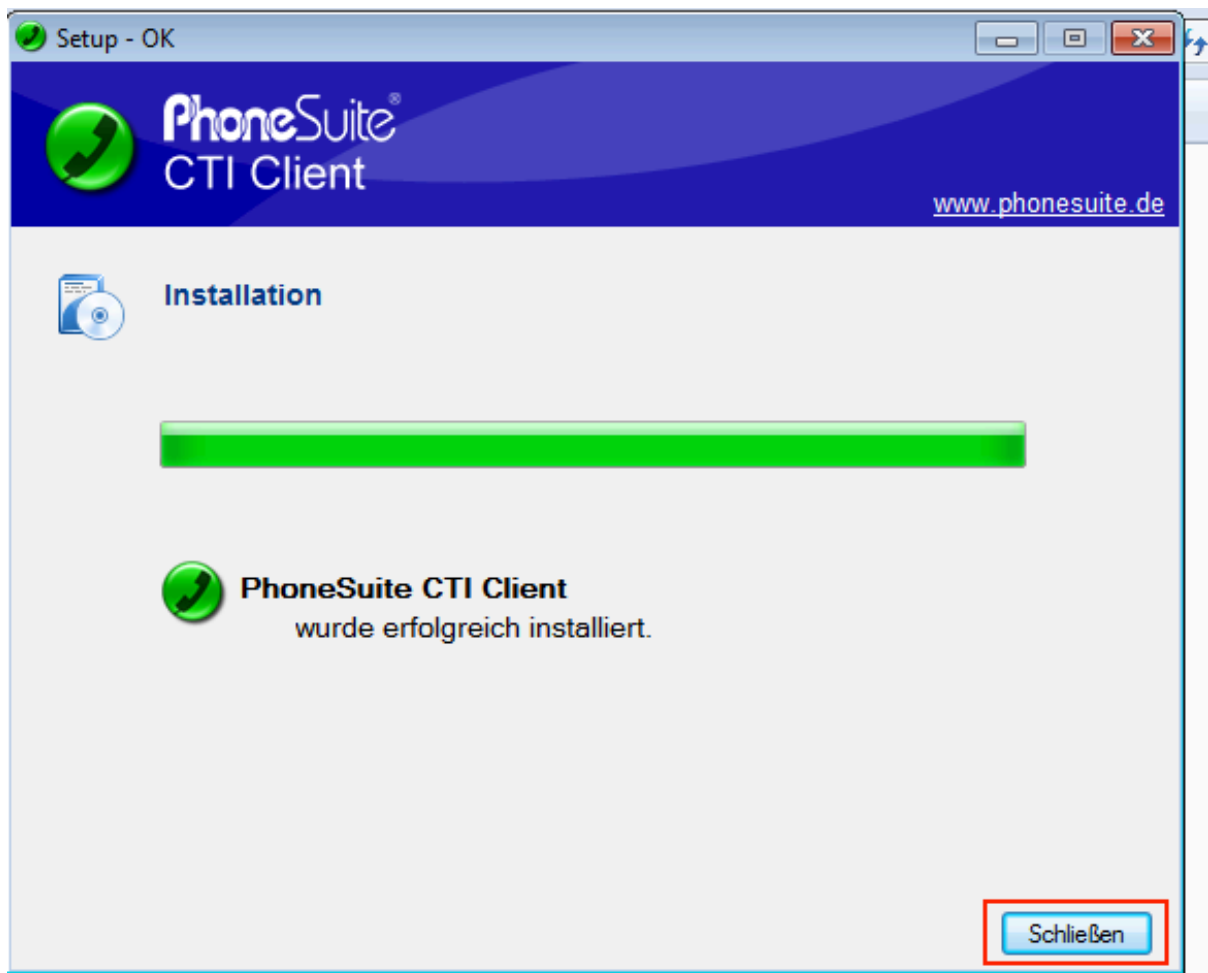 Setup - OK
PhoneSuite®
CTI Client
www.phonesuite.de
Installation
PhoneSuite CTI Client
wurde erfolgreich installiert.
Schließen